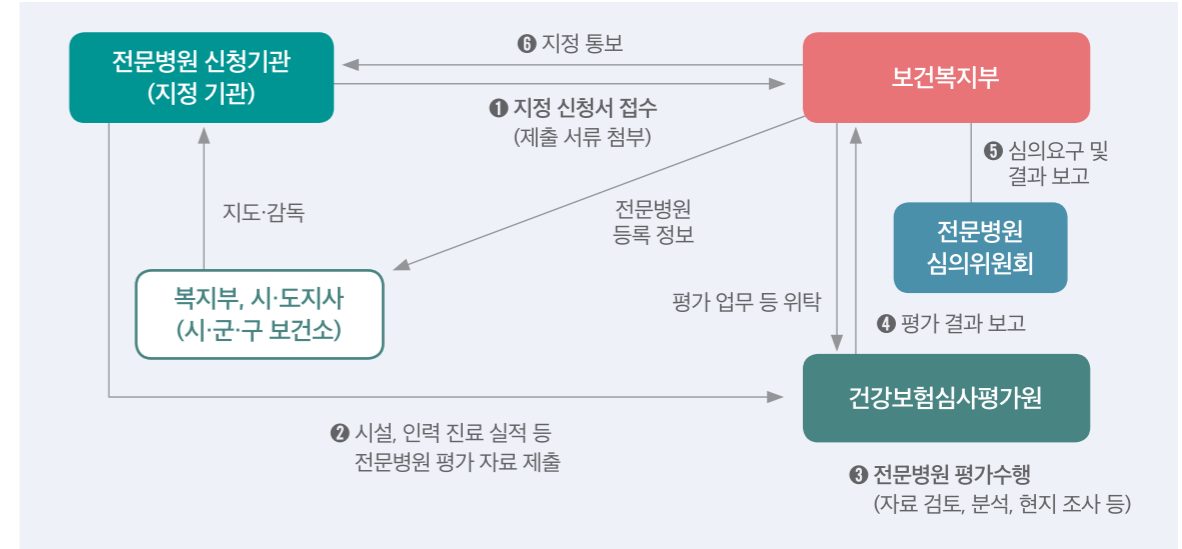 전문병원 신청기관
(지정 기관)
❻ 지정 통보
보건복지부
❶ 지정 신청서 접수
(제출 서류 첨부)
❺ 심의요구 및
결과 보고
지도·감독
전문병원
등록 정보
전문병원
심의위원회
복지부, 시·도지사
(시·군·구 보건소)
평가 업무 등 위탁
❹ 평가 결과 보고
건강보험심사평가원
❷ 시설, 인력 진료 실적 등
전문병원 평가 자료 제출
❸ 전문병원 평가수행
(자료 검토, 분석, 현지 조사 등)